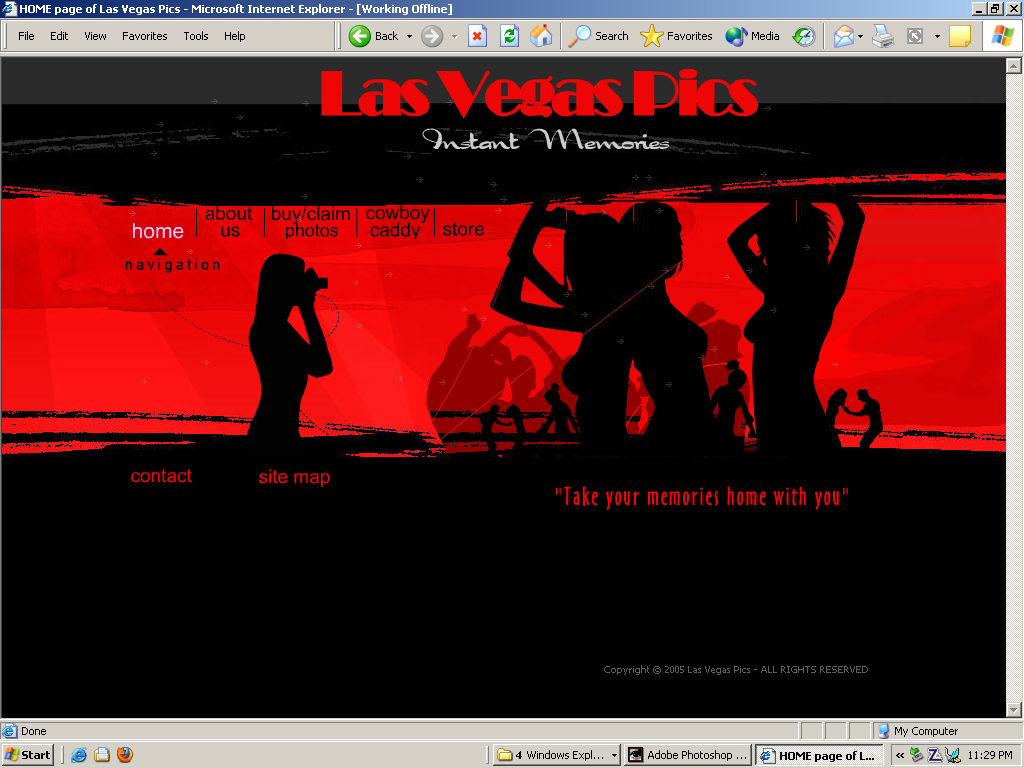 HOME page of Las Vegas Pics - Microsoft Internet Explorer - [Working Offline]
File Edit View Favorites Tools Help Back Search Favorites Media
Las Vegas Pics
Instant Memories
home about us buy/claim photos cowboy caddy store
navigation
contact site map
"Take your memories home with you"
Copyright © 2005 Las Vegas Pics - ALL RIGHTS RESERVED
Done My Computer
Start 4 Windows Expl... Adobe Photoshop ... HOME page of L... « 11:29 PM